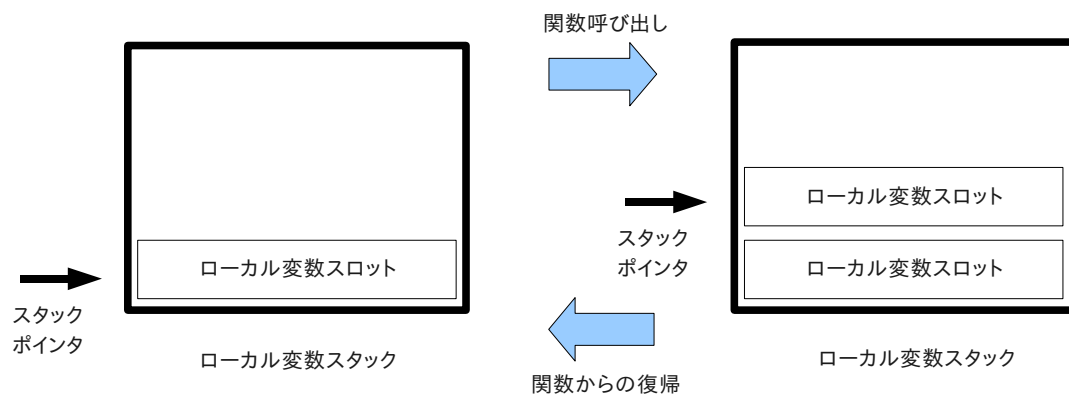 関数呼び出し
ローカル変数スロット
スタック
ポインタ
ローカル変数スタック
ローカル変数スロット
ローカル変数スロット
スタック
ポインタ
ローカル変数スタック
関数からの復帰